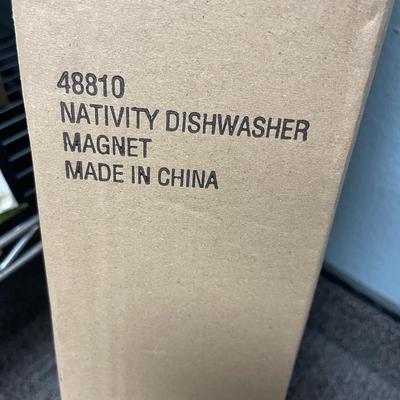 48810
NATIVITY DISHWASHER
MAGNET
MADE IN CHINA